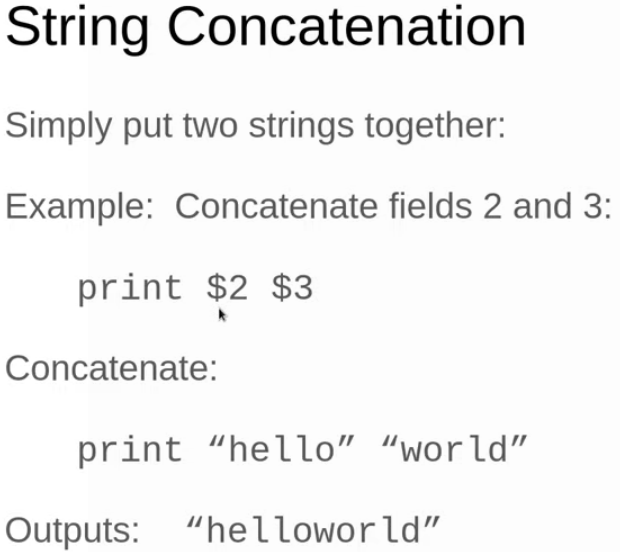 String Concatenation
Simply put two strings together:
Example:  Concatenate fields 2 and 3:
print $2 $3
Concatenate:
print “hello” “world”
Outputs:   “helloworld”